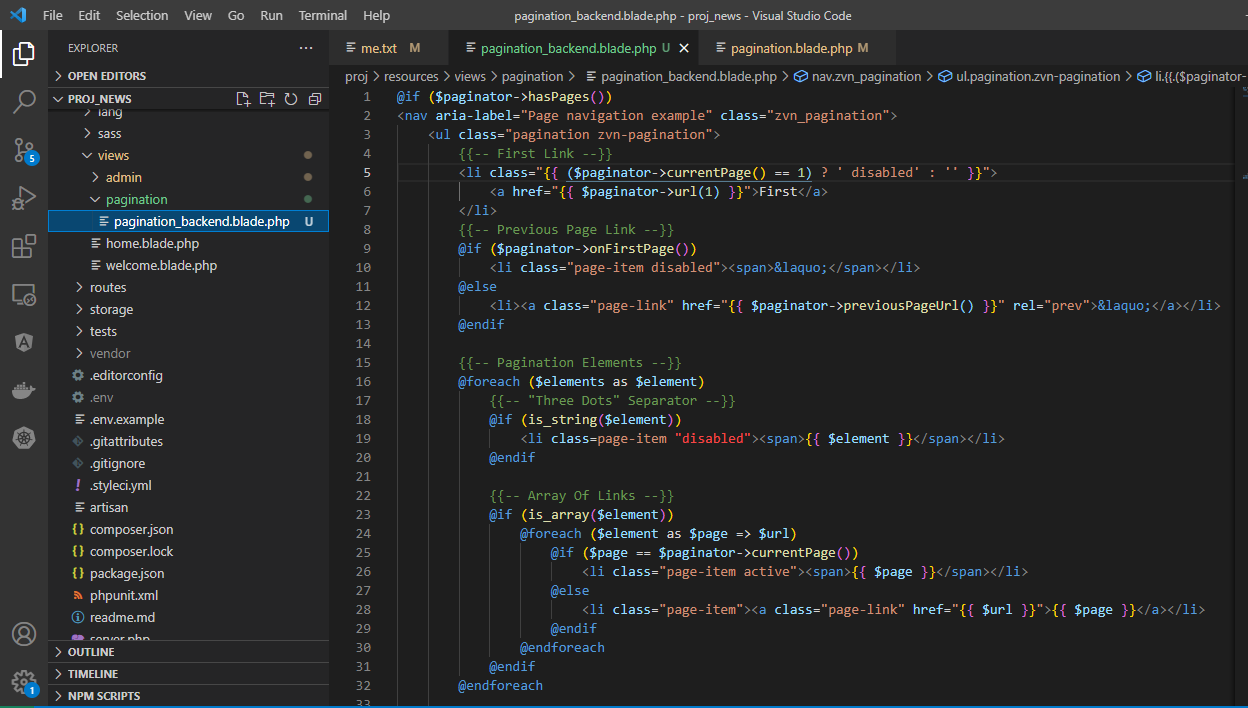 File Edit Selection View Go Run Terminal Help pagination_backend.blade.php - proj_news - Visual Studio Code
EXPLORER
OPEN EDITORS
PROJ_NEWS
lang
sass
views
admin
pagination
pagination_backend.blade.php U
home.blade.php
welcome.blade.php
routes
storage
tests
vendor
.editorconfig
.env
.env.example
.gitattributes
.gitignore
.styleci.yml
artisan
composer.json
composer.lock
package.json
phpunit.xml
readme.md
server.php
OUTLINE
TIMELINE
NPM SCRIPTS
5
1
me.txt M pagination_backend.blade.php U pagination.blade.php M
proj > resources > views > pagination > pagination_backend.blade.php > nav.zvn_pagination > ul.pagination.zvn-pagination > li.{{.($paginator-
1 @if ($paginator->hasPages())
2 <nav aria-label="Page navigation example" class="zvn_pagination">
3 <ul class="pagination zvn-pagination">
4 {{-- First Link --}}
5 <li class="{{ ($paginator->currentPage() == 1) ? ' disabled' : '' }}">
6 <a href="{{ $paginator->url(1) }}">First</a>
7 </li>
8 {{-- Previous Page Link --}}
9 @if ($paginator->onFirstPage())
10 <li class="page-item disabled"><span>&laquo;</span></li>
11 @else
12 <li><a class="page-link" href="{{ $paginator->previousPageUrl() }}" rel="prev">&laquo;</a></li>
13 @endif
14
15 {{-- Pagination Elements --}}
16 @foreach ($elements as $element)
17 {{-- "Three Dots" Separator --}}
18 @if (is_string($element))
19 <li class=page-item "disabled"><span>{{ $element }}</span></li>
20 @endif
21
22 {{-- Array Of Links --}}
23 @if (is_array($element))
24 @foreach ($element as $page => $url)
25 @if ($page == $paginator->currentPage())
26 <li class="page-item active"><span>{{ $page }}</span></li>
27 @else
28 <li class="page-item"><a class="page-link" href="{{ $url }}">{{ $page }}</a></li>
29 @endif
30 @endforeach
31 @endif
32 @endforeach
33